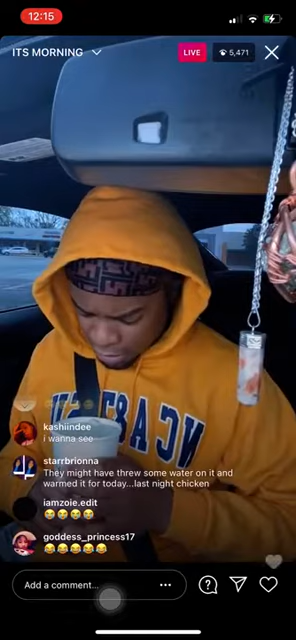 12:15
ITS MORNING
LIVE
5,471
NC A&T
kashiindee
i wanna see
starrbrionna
They might have threw some water on it and
warmed it for today...last night chicken
iamzoie.edit
goddess_princess17
Add a comment...